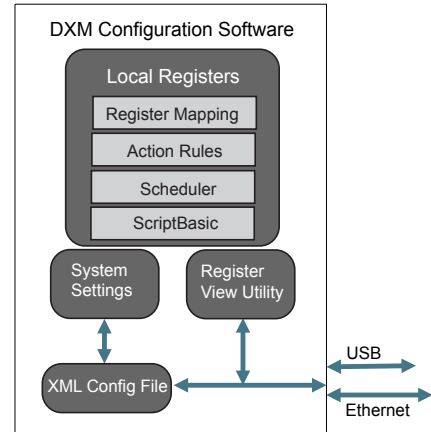 DXM Configuration Software
Local Registers
Register Mapping
Action Rules
Scheduler
ScriptBasic
System
Settings
Register
View Utility
XML Config File
USB
Ethernet